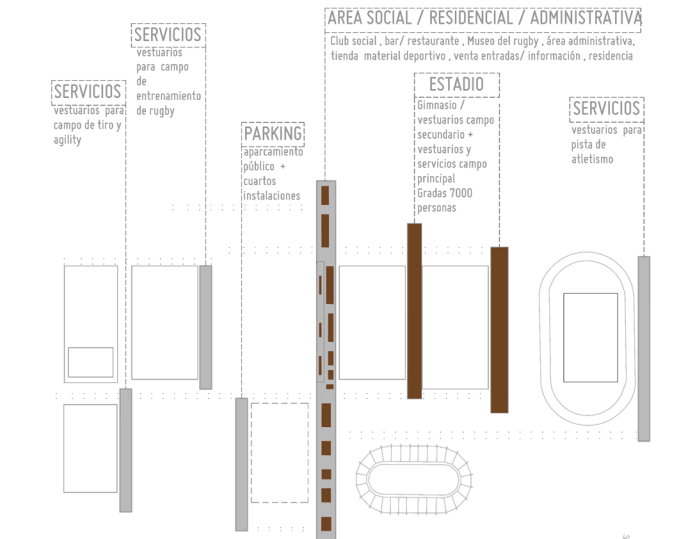 AREA SOCIAL / RESIDENCIAL / ADMINISTRATIVA
Club social , bar/ restaurante , Museo del rugby , área administrativa,
tienda material deportivo , venta entradas/ información , residencia
SERVICIOS
vestuarios
para campo
de
entrenamiento
de rugby
SERVICIOS
vestuarios para
campo de tiro y
agility
PARKING
aparcamiento
público +
cuartos
instalaciones
ESTADIO
Gimnasio /
vestuarios campo
secundario +
vestuarios y
servicios campo
principal
Gradas 7000
personas
SERVICIOS
vestuarios para
pista de
atletismo